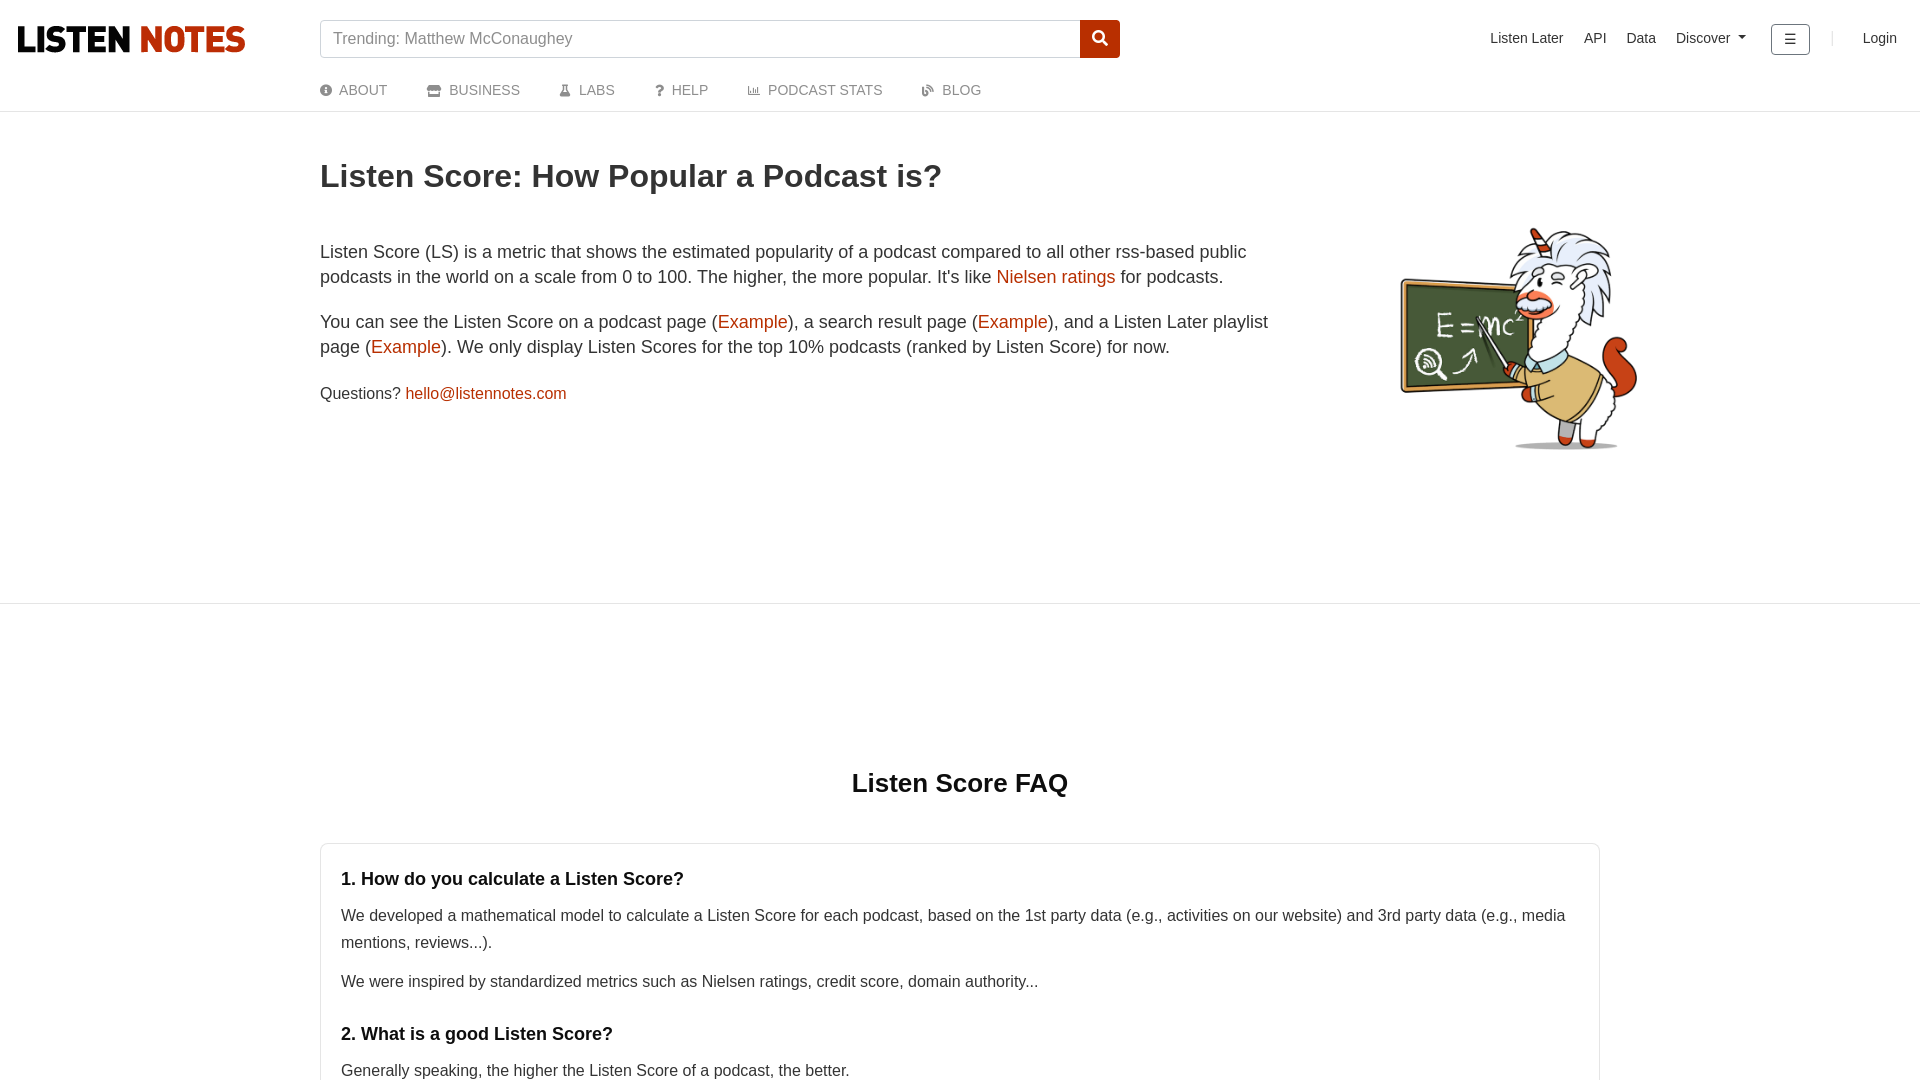 LISTEN NOTES
Trending: Matthew McConaughey
Listen Later
API
Data
Discover
☰
Login
ABOUT
BUSINESS
LABS
HELP
PODCAST STATS
BLOG
Listen Score: How Popular a Podcast is?
Listen Score (LS) is a metric that shows the estimated popularity of a podcast compared to all other rss-based public
podcasts in the world on a scale from 0 to 100. The higher, the more popular. It's like Nielsen ratings for podcasts.
You can see the Listen Score on a podcast page (Example), a search result page (Example), and a Listen Later playlist
page (Example). We only display Listen Scores for the top 10% podcasts (ranked by Listen Score) for now.
Questions? hello@listennotes.com
E=mc²
Listen Score FAQ
1. How do you calculate a Listen Score?
We developed a mathematical model to calculate a Listen Score for each podcast, based on the 1st party data (e.g., activities on our website) and 3rd party data (e.g., media
mentions, reviews...).
We were inspired by standardized metrics such as Nielsen ratings, credit score, domain authority...
2. What is a good Listen Score?
Generally speaking, the higher the Listen Score of a podcast, the better.